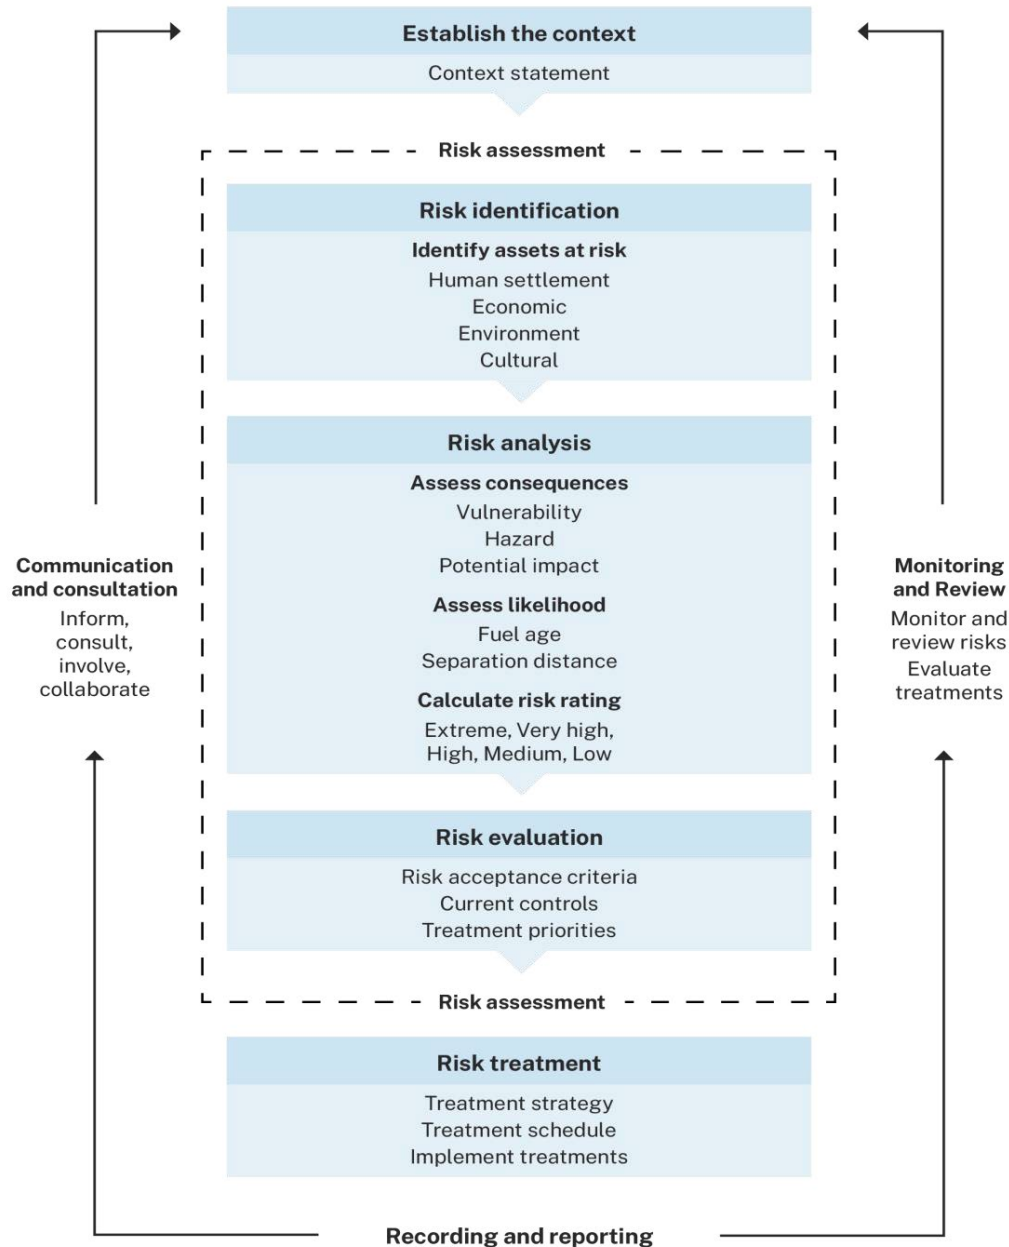 Establish the context
Context statement
Risk assessment
Risk identification
Identify assets at risk
Human settlement
Economic
Environment
Cultural
Risk analysis
Assess consequences
Vulnerability
Hazard
Potential impact
Assess likelihood
Fuel age
Separation distance
Calculate risk rating
Extreme, Very high,
High, Medium, Low
Risk evaluation
Risk acceptance criteria
Current controls
Treatment priorities
Risk assessment
Risk treatment
Treatment strategy
Treatment schedule
Implement treatments
Communication
and consultation
Inform,
consult,
involve,
collaborate
Monitoring
and Review
Monitor and
review risks
Evaluate
treatments
Recording and reporting